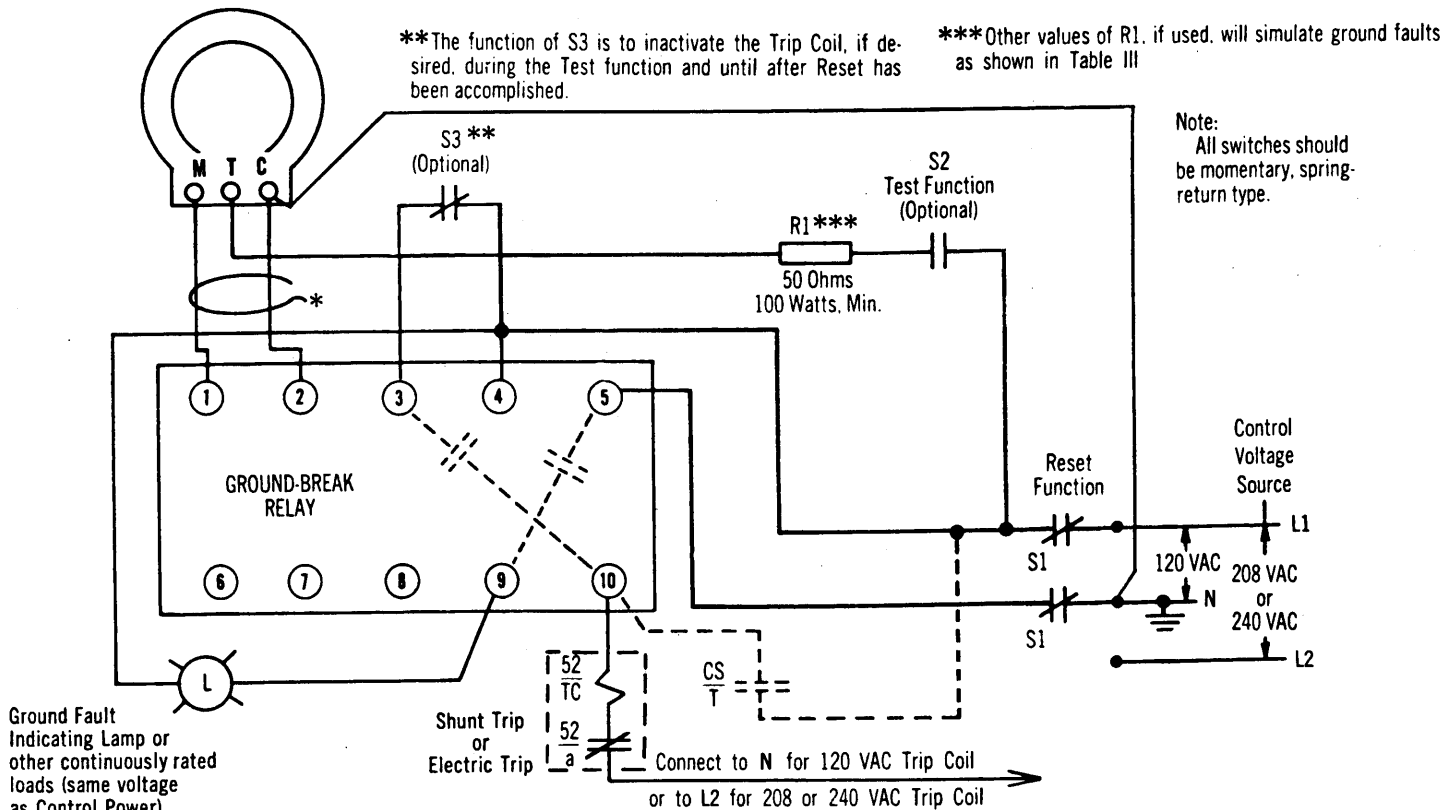 **The function of S3 is to inactivate the Trip Coil, if de-
sired, during the Test function and until after Reset has
been accomplished.
***Other values of R1, if used, will simulate ground faults
as shown in Table III
Note:
All switches should
be momentary, spring-
return type.
M T C
S3 **
(Optional)
S2
Test Function
(Optional)
R1***
50 Ohms
100 Watts, Min.
*
1 2 3 4 5
GROUND-BREAK
RELAY
6 7 8 9 10
Reset
Function
S1
S1
Control
Voltage
Source
L1
120 VAC
208 VAC
or
240 VAC
N
L2
L
52
TC
52
a
CS
T
Shunt Trip
or
Electric Trip
Ground Fault
Indicating Lamp or
other continuously rated
loads (same voltage
as Control Power)
Connect to N for 120 VAC Trip Coil
or to L2 for 208 or 240 VAC Trip Coil